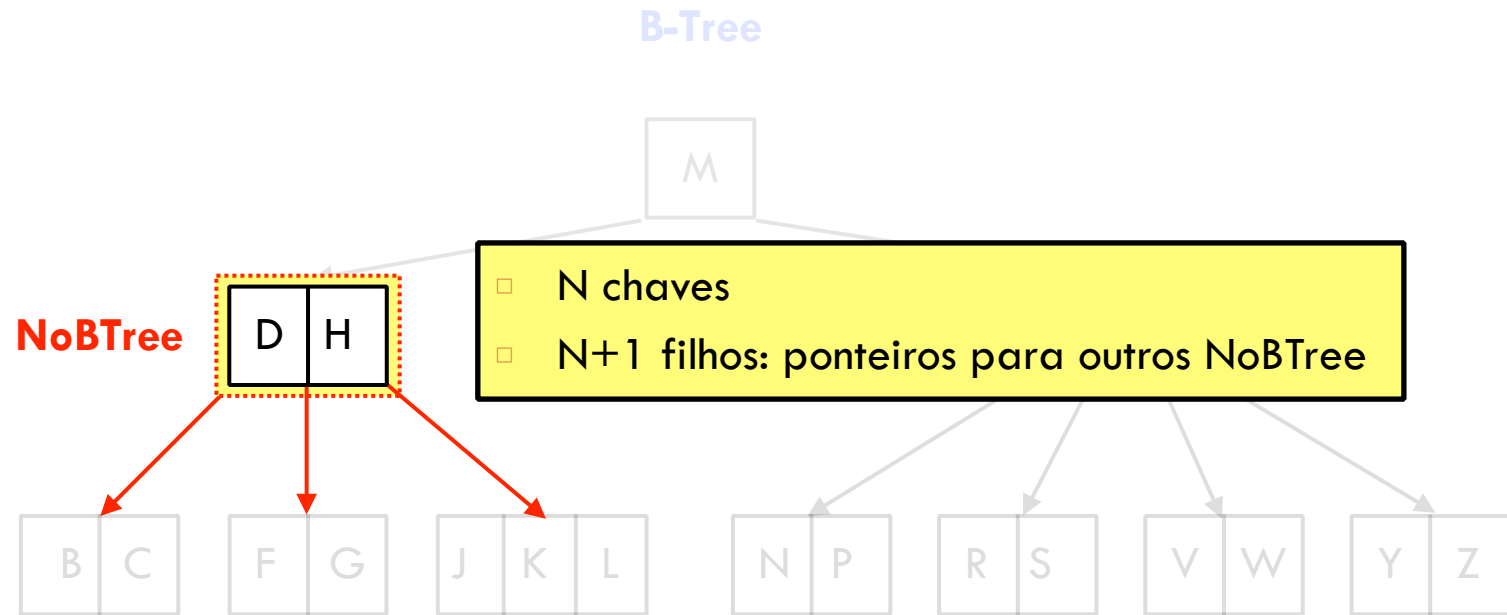 B-Tree
M
N chaves
N+1 filhos: ponteiros para outros NoBTree
NoBTree
D H
B C F G J K L N P R S V W Y Z